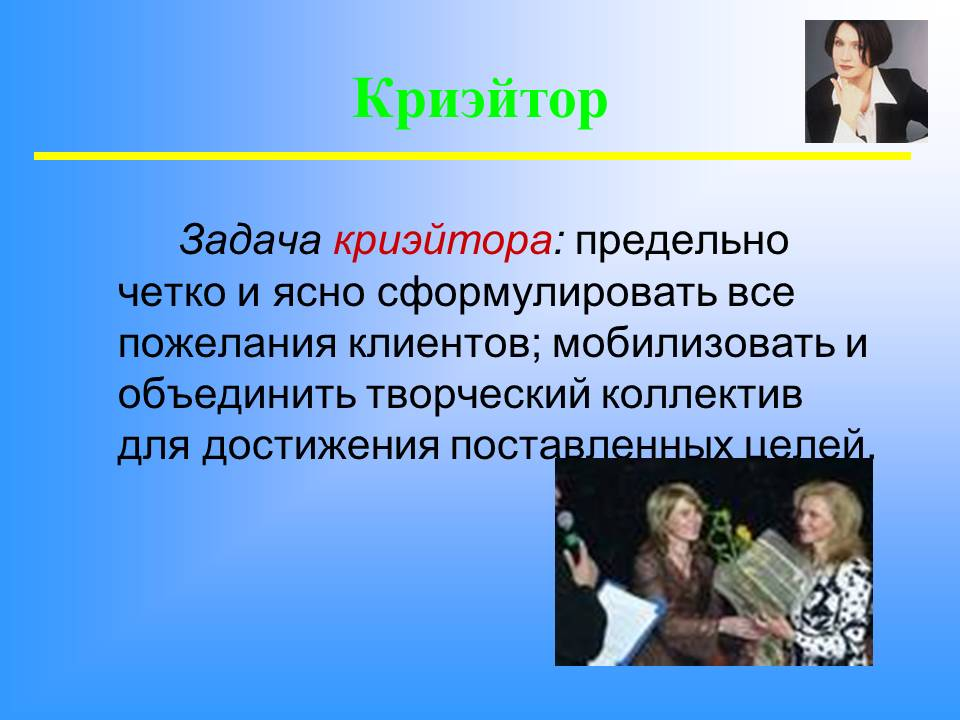 Криэйтор
Задача криэйтора: предельно
четко и ясно сформулировать все
пожелания клиентов; мобилизовать и
объединить творческий коллектив
для достижения поставленных целей.